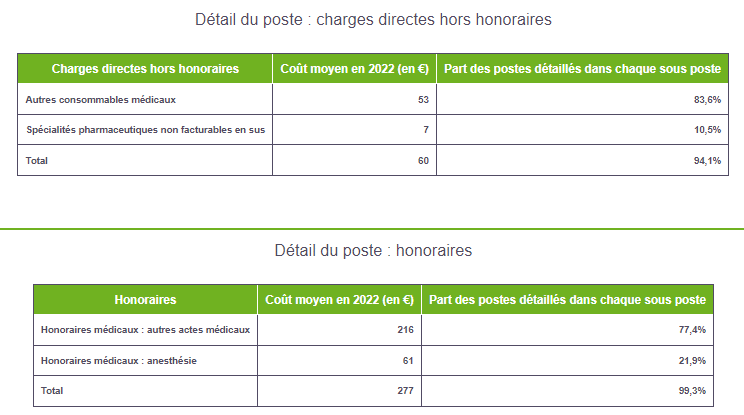 Détail du poste : charges directes hors honoraires
Charges directes hors honoraires Coût moyen en 2022 (en €) Part des postes détaillés dans chaque sous poste
Autres consommables médicaux 53 83,6%
Spécialités pharmaceutiques non facturables en sus 7 10,5%
Total 60 94,1%
Détail du poste : honoraires
Honoraires Coût moyen en 2022 (en €) Part des postes détaillés dans chaque sous poste
Honoraires médicaux : autres actes médicaux 216 77,4%
Honoraires médicaux : anesthésie 61 21,9%
Total 277 99,3%